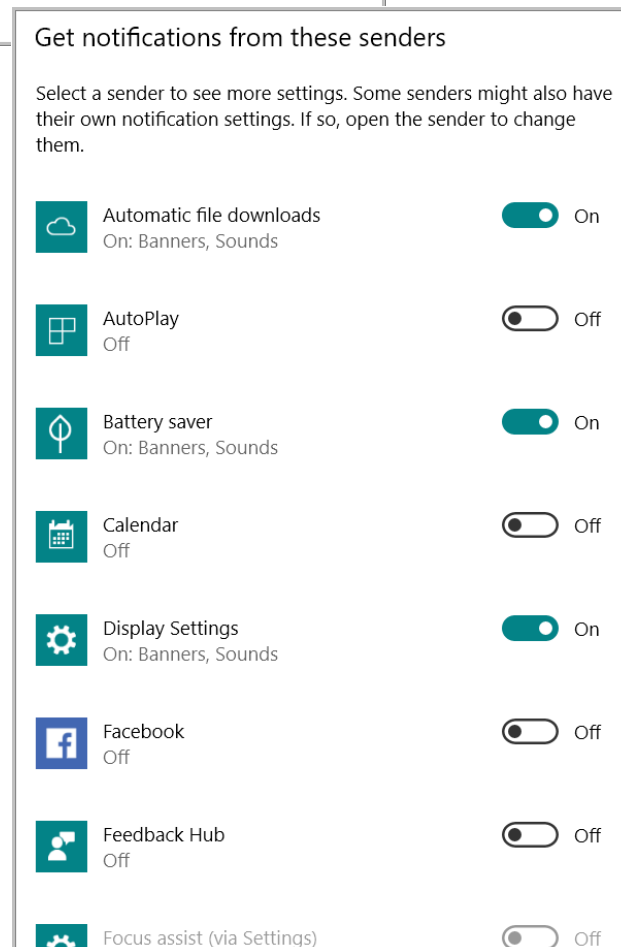 Get notifications from these senders
Select a sender to see more settings. Some senders might also have
their own notification settings. If so, open the sender to change
them.
Automatic file downloads
On: Banners, Sounds
On
AutoPlay
Off
Off
Battery saver
On: Banners, Sounds
On
Calendar
Off
Off
Display Settings
On: Banners, Sounds
On
Facebook
Off
Off
Feedback Hub
Off
Off
Focus assist (via Settings)
Off